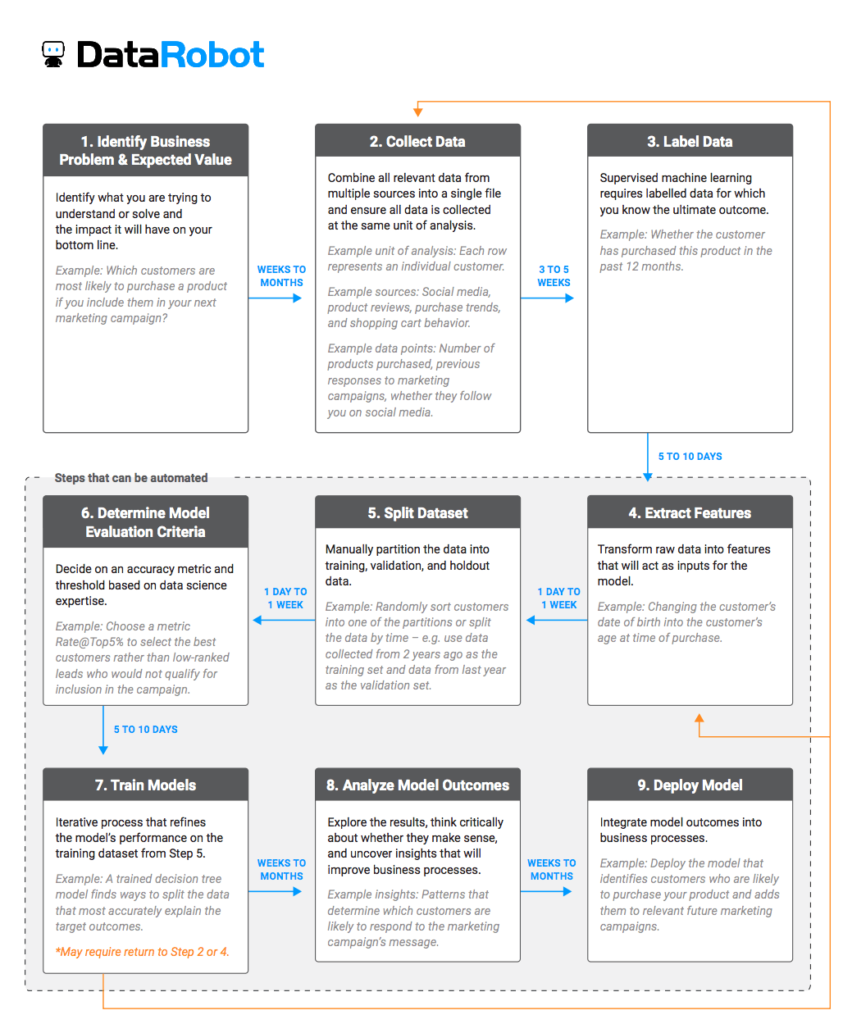 DataRobot
1. Identify Business
Problem & Expected Value
Identify what you are trying to
understand or solve and
the impact it will have on your
bottom line.
Example: Which customers are
most likely to purchase a product
if you include them in your next
marketing campaign?
WEEKS TO
MONTHS
2. Collect Data
Combine all relevant data from
multiple sources into a single file
and ensure all data is collected
at the same unit of analysis.
Example unit of analysis: Each row
represents an individual customer.
Example sources: Social media,
product reviews, purchase trends,
and shopping cart behavior.
Example data points: Number of
products purchased, previous
responses to marketing
campaigns, whether they follow
you on social media.
3 TO 5
WEEKS
3. Label Data
Supervised machine learning
requires labelled data for which
you know the ultimate outcome.
Example: Whether the customer
has purchased this product in the
past 12 months.
5 TO 10 DAYS
Steps that can be automated
4. Extract Features
Transform raw data into features
that will act as inputs for the
model.
Example: Changing the customer's
date of birth into the customer's
age at time of purchase.
1 DAY TO
1 WEEK
5. Split Dataset
Manually partition the data into
training, validation, and holdout
data.
Example: Randomly sort customers
into one of the partitions or split
the data by time – e.g. use data
collected from 2 years ago as the
training set and data from last year
as the validation set.
1 DAY TO
1 WEEK
6. Determine Model
Evaluation Criteria
Decide on an accuracy metric and
threshold based on data science
expertise.
Example: Choose a metric
Rate@Top5% to select the best
customers rather than low-ranked
leads who would not qualify for
inclusion in the campaign.
5 TO 10 DAYS
7. Train Models
Iterative process that refines
the model's performance on the
training dataset from Step 5.
Example: A trained decision tree
model finds ways to split the data
that most accurately explain the
target outcomes.
*May require return to Step 2 or 4.
WEEKS TO
MONTHS
8. Analyze Model Outcomes
Explore the results, think critically
about whether they make sense,
and uncover insights that will
improve business processes.
Example insights: Patterns that
determine which customers are
likely to respond to the marketing
campaign's message.
WEEKS TO
MONTHS
9. Deploy Model
Integrate model outcomes into
business processes.
Example: Deploy the model that
identifies customers who are likely
to purchase your product and adds
them to relevant future marketing
campaigns.